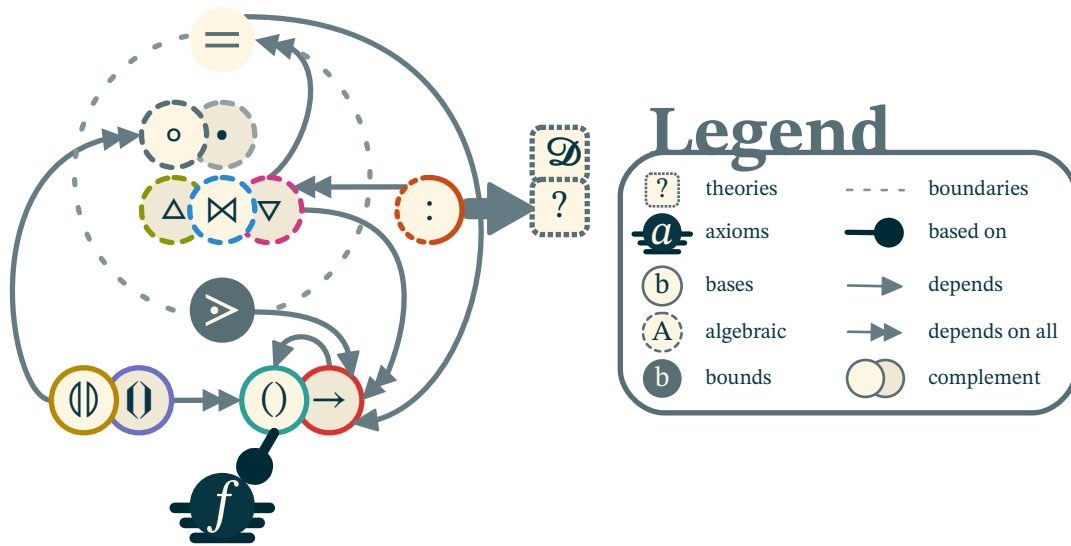 =
∘ •
𝒟
△ ⋈ ▽ : ?
⋗
⦅⦆ () →
f
Legend
? theories boundaries
a axioms based on
b bases depends
A algebraic depends on all
b bounds complement